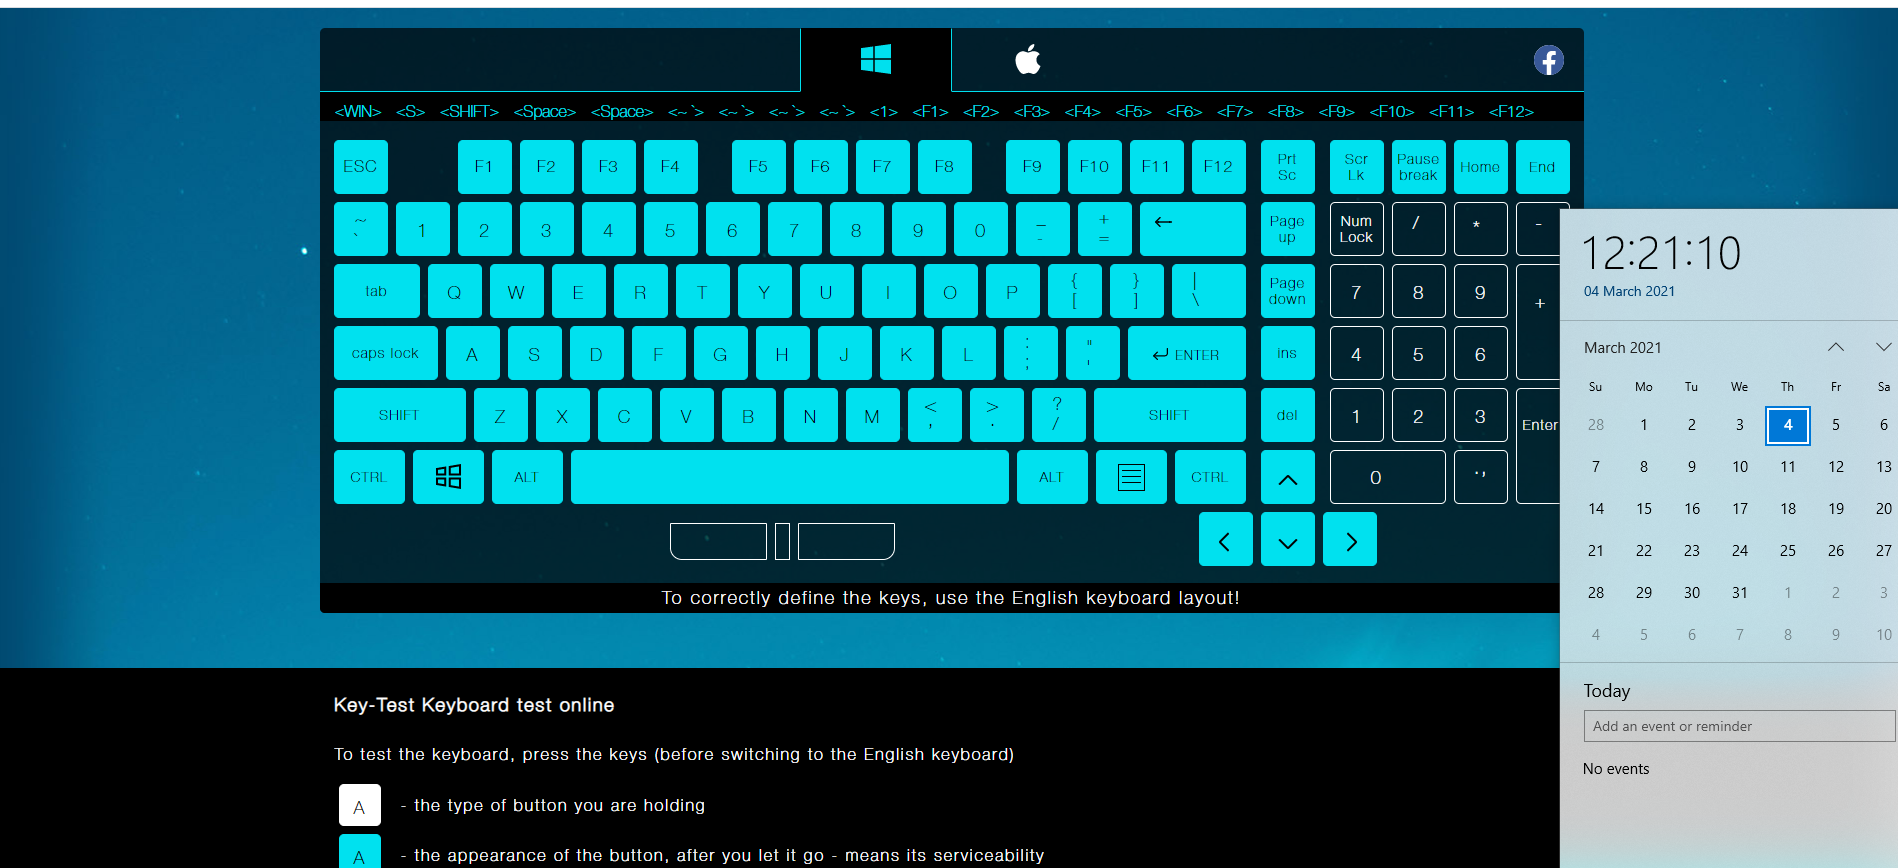 <WIN> <S> <SHIFT> <Space> <Space> <~ `> <~ `> <~ `> <~ `> <1> <F1> <F2> <F3> <F4> <F5> <F6> <F7> <F8> <F9> <F10> <F11> <F12>
ESC F1 F2 F3 F4 F5 F6 F7 F8 F9 F10 F11 F12 Prt Sc Scr Lk Pause break Home End
~ ` 1 2 3 4 5 6 7 8 9 0 _ - + = ← Page up Num Lock / * -
tab Q W E R T Y U I O P { [ } ] | \ Page down 7 8 9 +
caps lock A S D F G H J K L : ; " ' ↵ ENTER ins 4 5 6
SHIFT Z X C V B N M < , > . ? / SHIFT del 1 2 3 Enter
CTRL ALT ALT CTRL 0 . ,
To correctly define the keys, use the English keyboard layout!
Key-Test Keyboard test online
To test the keyboard, press the keys (before switching to the English keyboard)
A - the type of button you are holding
A - the appearance of the button, after you let it go - means its serviceability
12:21:10
04 March 2021
March 2021
Su Mo Tu We Th Fr Sa
28 1 2 3 4 5 6
7 8 9 10 11 12 13
14 15 16 17 18 19 20
21 22 23 24 25 26 27
28 29 30 31 1 2 3
4 5 6 7 8 9 10
Today
Add an event or reminder
No events